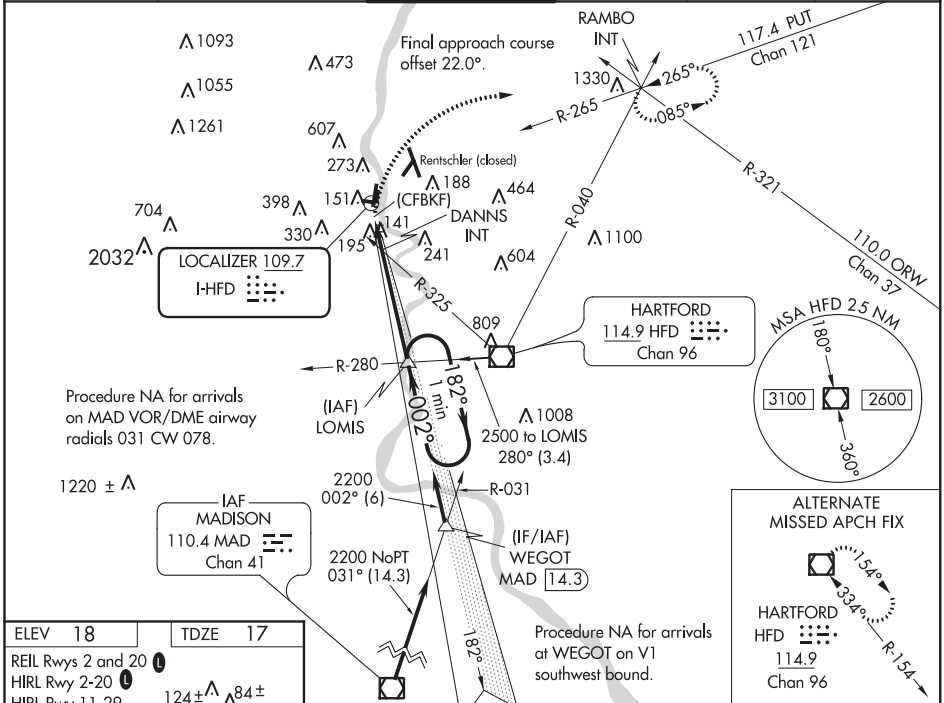 1093
1055
1261
473
607
273
151
398
330
195
704
2032
Final approach course
offset 22.0°.
RAMBO
INT
117.4 PUT
Chan 121
1330
265°
085°
R-265
R-321
R-040
Rentschler (closed)
188
464
(CFBKF)
141
DANNS
INT
241
604
1100
110.0 ORW
Chan 37
LOCALIZER 109.7
I-HFD
R-325
809
HARTFORD
114.9 HFD
Chan 96
MSA HFD 25 NM
180°
3100
2600
360°
R-280
182°
1 min
002°
(IAF)
LOMIS
1008
2500 to LOMIS
280° (3.4)
Procedure NA for arrivals
on MAD VOR/DME airway
radials 031 CW 078.
1220 ±
2200
002° (6)
R-031
IAF
MADISON
110.4 MAD
Chan 41
(IF/IAF)
WEGOT
MAD 14.3
2200 NoPT
031° (14.3)
182°
Procedure NA for arrivals
at WEGOT on V1
southwest bound.
ALTERNATE
MISSED APCH FIX
154°
334°
HARTFORD
HFD
114.9
Chan 96
R-154
ELEV 18
TDZE 17
REIL Rwys 2 and 20 L
HIRL Rwy 2-20 L
HIRL Rwy 11-29
124±
84±